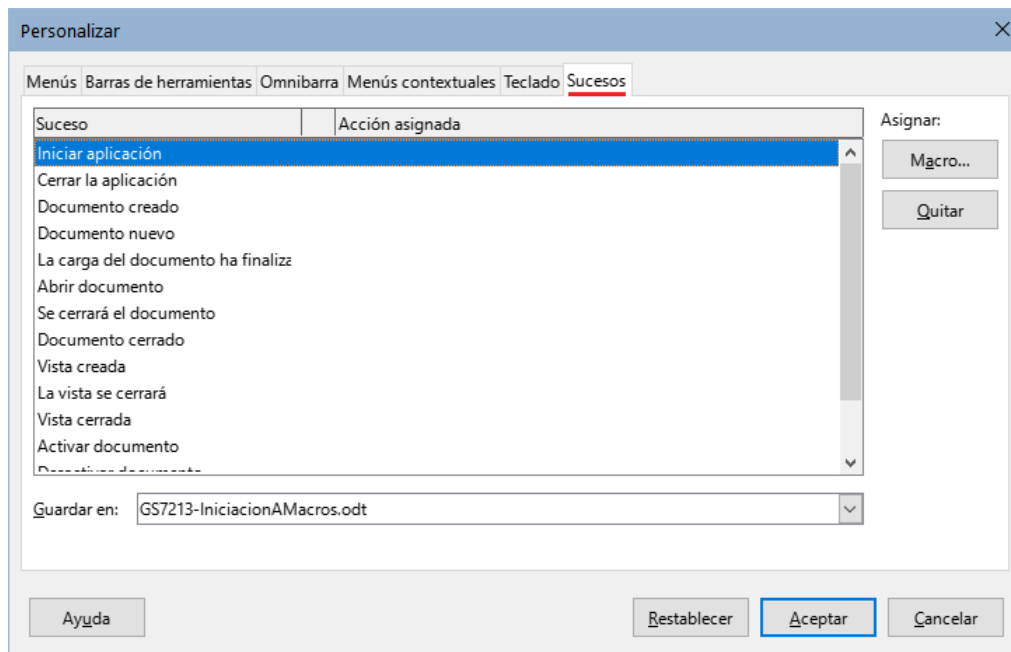 Personalizar
Menús Barras de herramientas Omnibarra Menús contextuales Teclado Sucesos
Suceso Acción asignada
Asignar:
Iniciar aplicación
Macro...
Cerrar la aplicación
Documento creado
Quitar
Documento nuevo
La carga del documento ha finaliza
Abrir documento
Se cerrará el documento
Documento cerrado
Vista creada
La vista se cerrará
Vista cerrada
Activar documento
Desactivar documento
Guardar en: GS7213-IniciacionAMacros.odt
Ayuda Restablecer Aceptar Cancelar